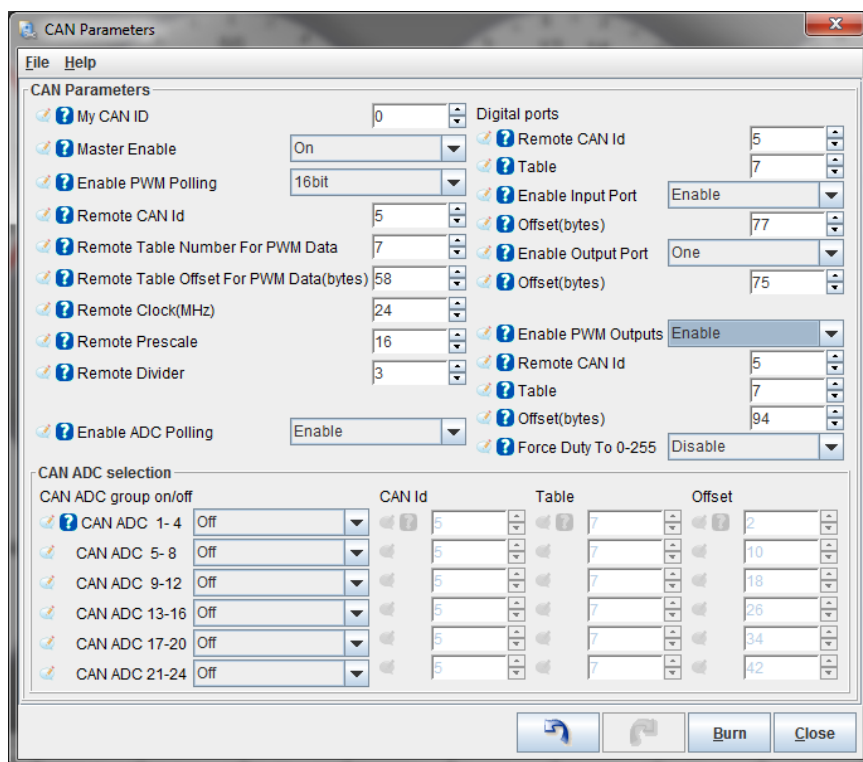 CAN Parameters
File Help
CAN Parameters
My CAN ID 0
Master Enable On
Enable PWM Polling 16bit
Remote CAN Id 5
Remote Table Number For PWM Data 7
Remote Table Offset For PWM Data(bytes) 58
Remote Clock(MHz) 24
Remote Prescale 16
Remote Divider 3
Enable ADC Polling Enable
Digital ports
Remote CAN Id 5
Table 7
Enable Input Port Enable
Offset(bytes) 77
Enable Output Port One
Offset(bytes) 75
Enable PWM Outputs Enable
Remote CAN Id 5
Table 7
Offset(bytes) 94
Force Duty To 0-255 Disable
CAN ADC selection
CAN ADC group on/off CAN Id Table Offset
CAN ADC 1- 4 Off 5 7 2
CAN ADC 5- 8 Off 5 7 10
CAN ADC 9-12 Off 5 7 18
CAN ADC 13-16 Off 5 7 26
CAN ADC 17-20 Off 5 7 34
CAN ADC 21-24 Off 5 7 42
Burn Close